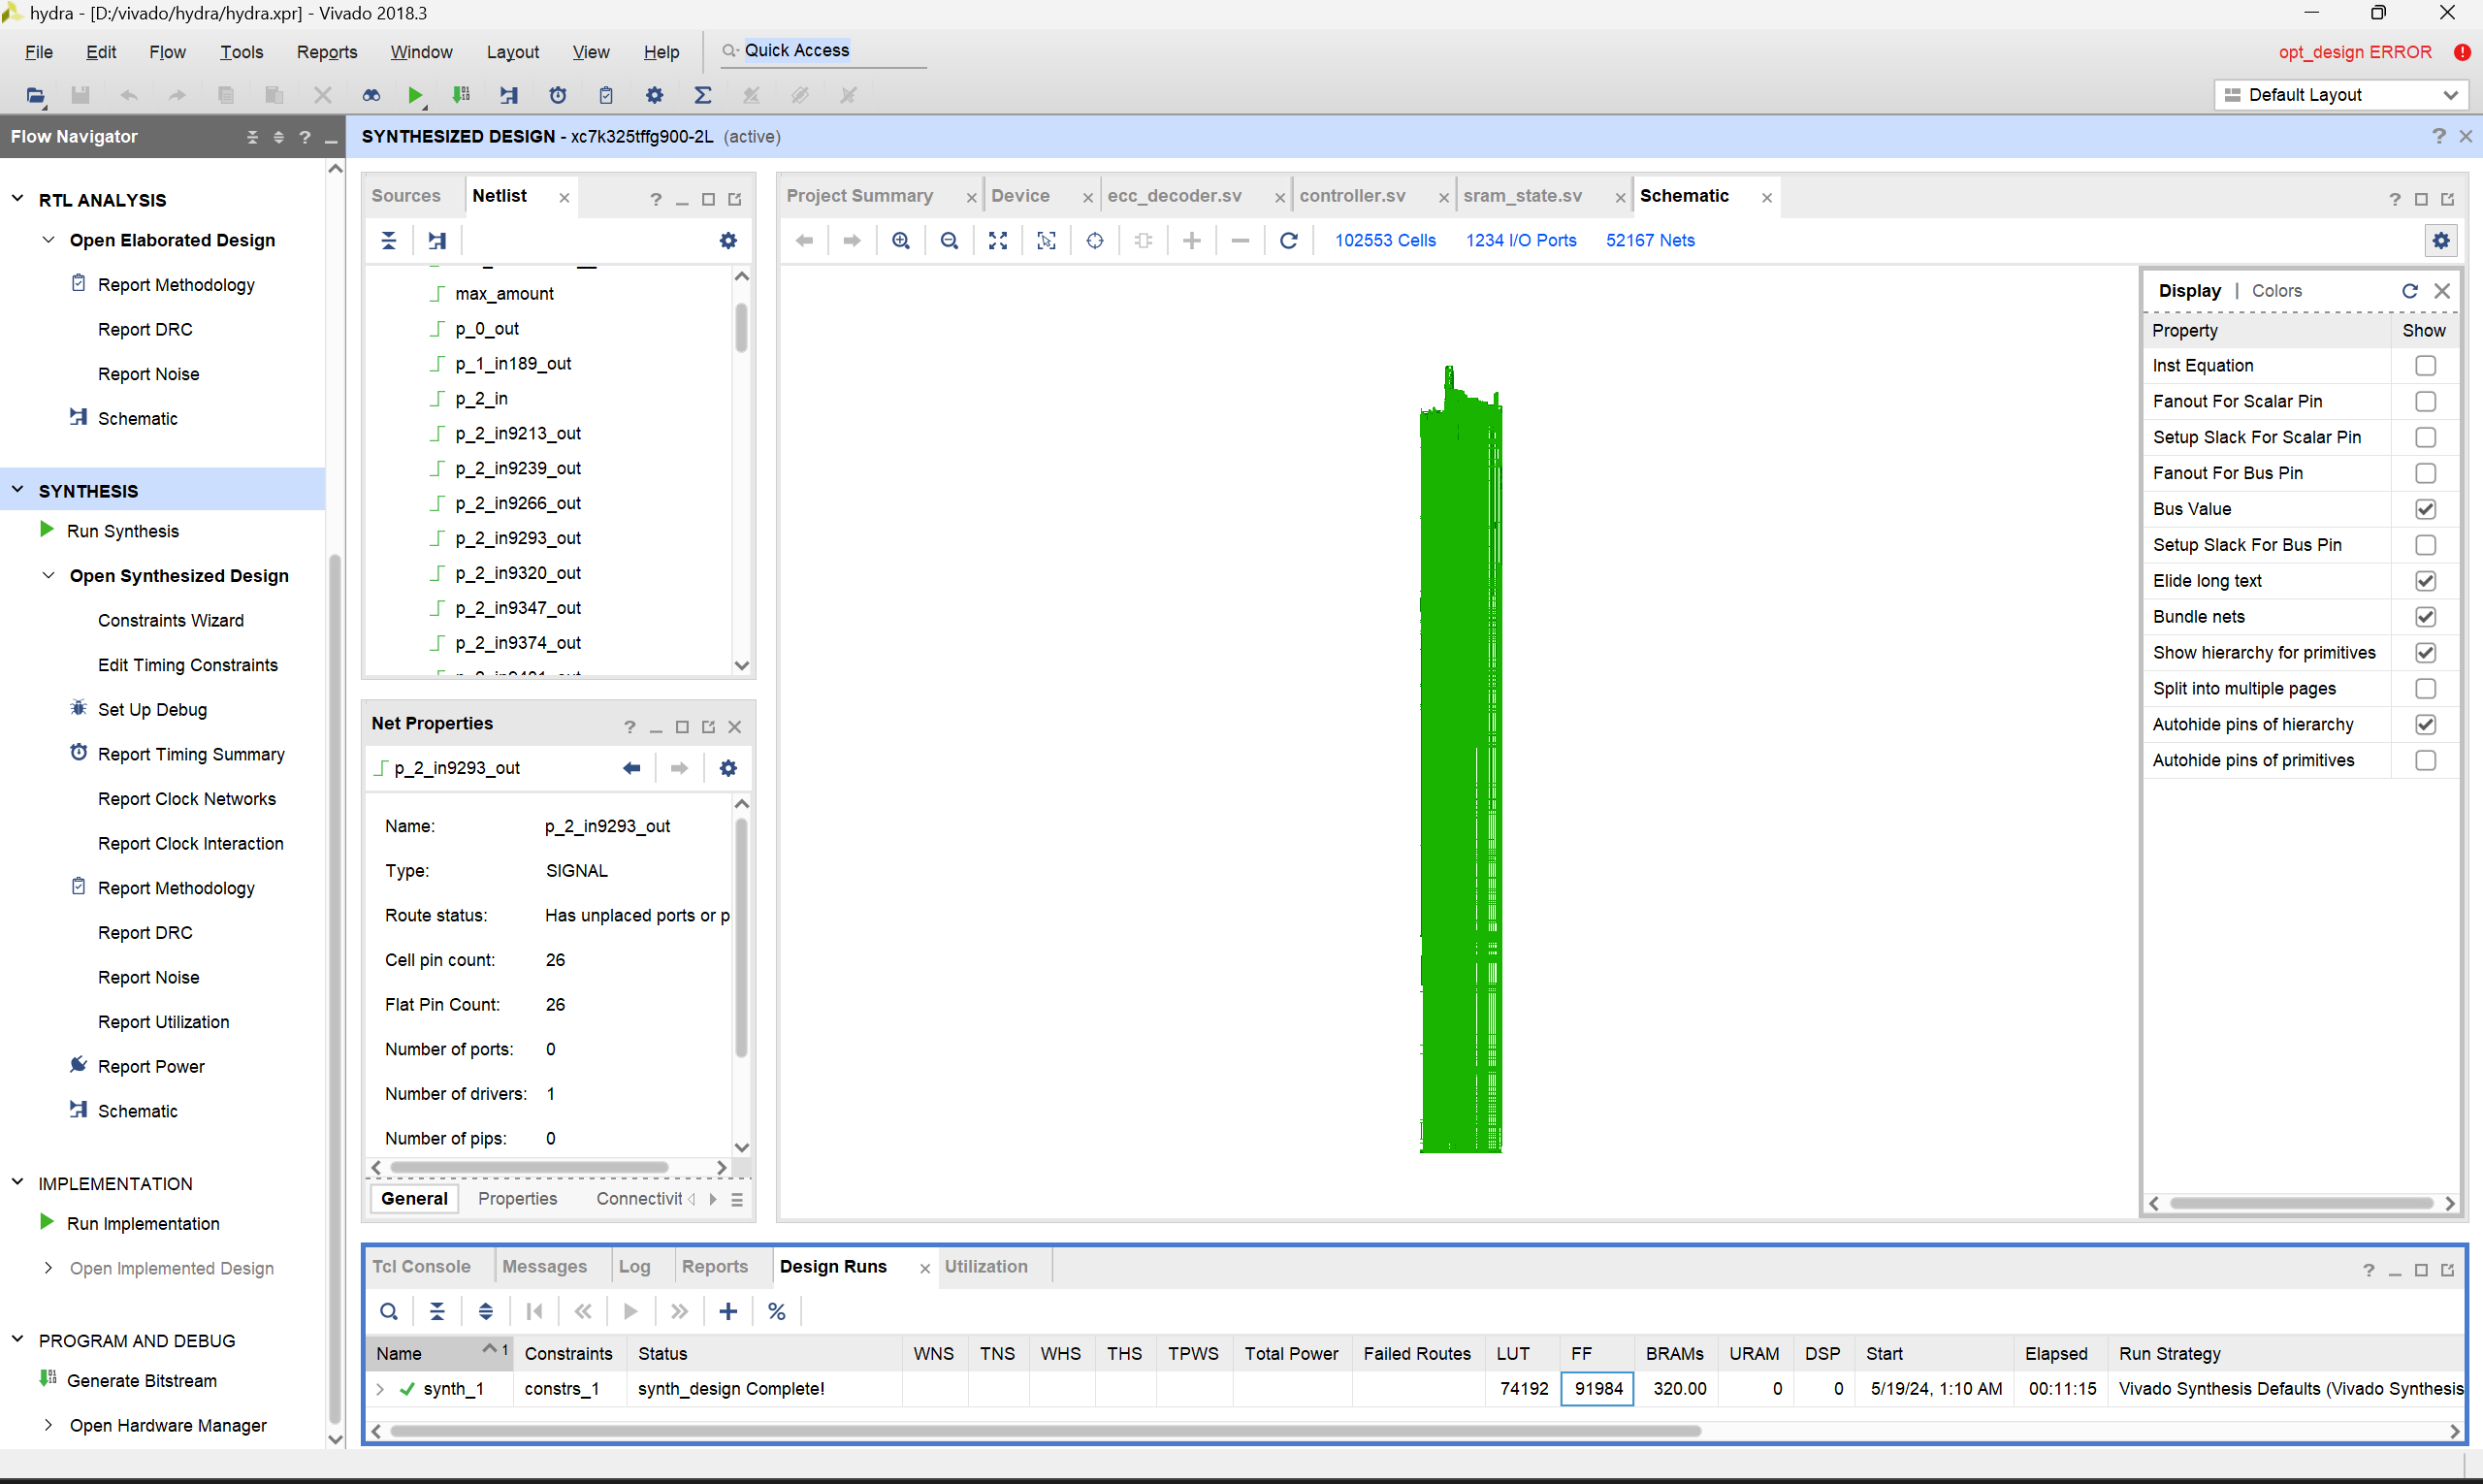 hydra - [D:/vivado/hydra/hydra.xpr] - Vivado 2018.3
File Edit Flow Tools Reports Window Layout View Help Quick Access
opt_design ERROR
Default Layout
Flow Navigator
RTL ANALYSIS
Open Elaborated Design
Report Methodology
Report DRC
Report Noise
Schematic
SYNTHESIS
Run Synthesis
Open Synthesized Design
Constraints Wizard
Edit Timing Constraints
Set Up Debug
Report Timing Summary
Report Clock Networks
Report Clock Interaction
Report Methodology
Report DRC
Report Noise
Report Utilization
Report Power
Schematic
IMPLEMENTATION
Run Implementation
Open Implemented Design
PROGRAM AND DEBUG
Generate Bitstream
Open Hardware Manager
SYNTHESIZED DESIGN - xc7k325tffg900-2L (active)
Sources Netlist
max_amount
p_0_out
p_1_in189_out
p_2_in
p_2_in9213_out
p_2_in9239_out
p_2_in9266_out
p_2_in9293_out
p_2_in9320_out
p_2_in9347_out
p_2_in9374_out
Net Properties
p_2_in9293_out
Name: p_2_in9293_out
Type: SIGNAL
Route status: Has unplaced ports or p
Cell pin count: 26
Flat Pin Count: 26
Number of ports: 0
Number of drivers: 1
Number of pips: 0
General Properties Connectivit
Project Summary Device ecc_decoder.sv controller.sv sram_state.sv Schematic
102553 Cells 1234 I/O Ports 52167 Nets
Display | Colors
Property Show
Inst Equation
Fanout For Scalar Pin
Setup Slack For Scalar Pin
Fanout For Bus Pin
Bus Value
Setup Slack For Bus Pin
Elide long text
Bundle nets
Show hierarchy for primitives
Split into multiple pages
Autohide pins of hierarchy
Autohide pins of primitives
Tcl Console Messages Log Reports Design Runs Utilization
Name 1 Constraints Status WNS TNS WHS THS TPWS Total Power Failed Routes LUT FF BRAMs URAM DSP Start Elapsed Run Strategy
synth_1 constrs_1 synth_design Complete! 74192 91984 320.00 0 0 5/19/24, 1:10 AM 00:11:15 Vivado Synthesis Defaults (Vivado Synthesis